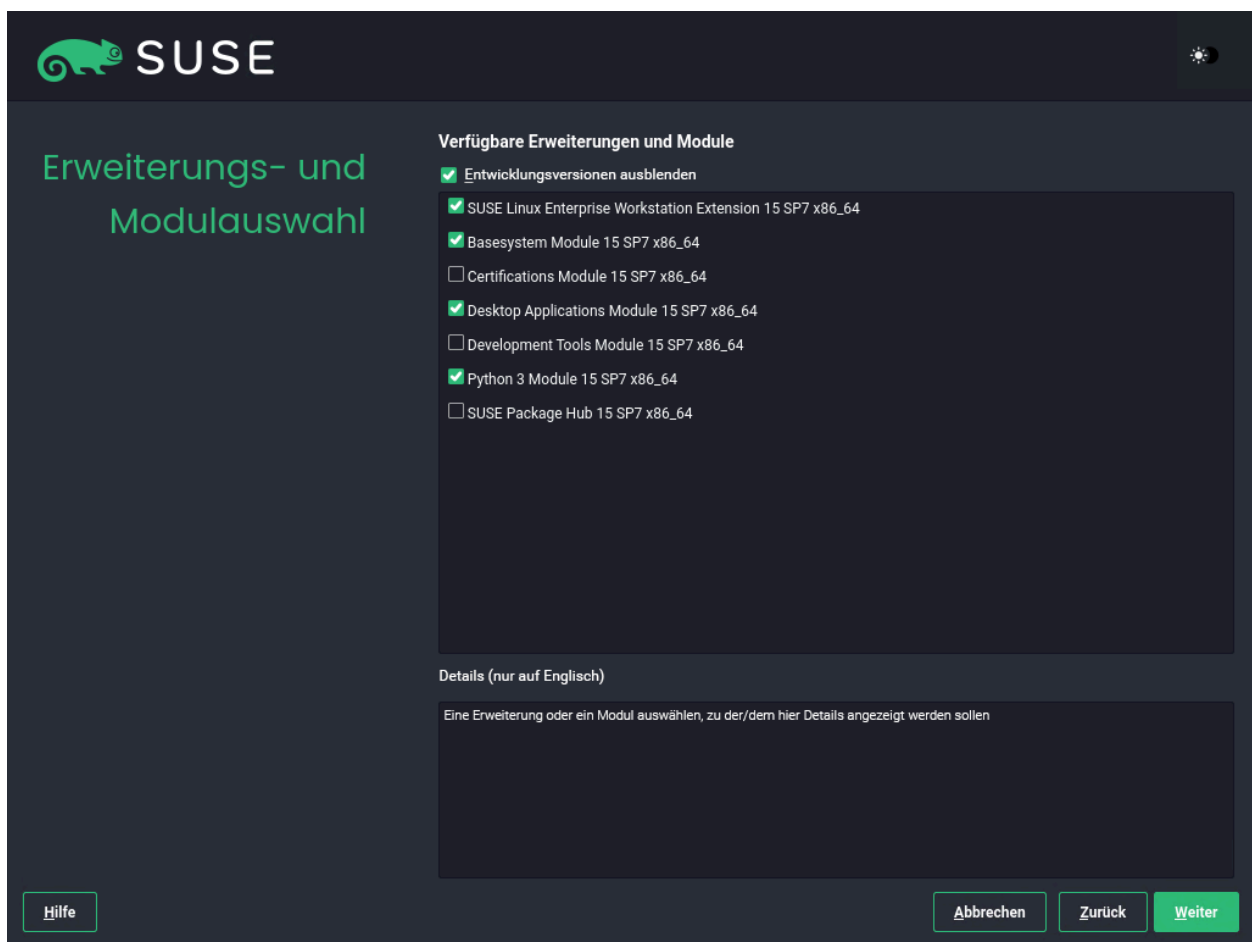 SUSE
Erweiterungs- und
Modulauswahl
Verfügbare Erweiterungen und Module
Entwicklungsversionen ausblenden
SUSE Linux Enterprise Workstation Extension 15 SP7 x86_64
Basesystem Module 15 SP7 x86_64
Certifications Module 15 SP7 x86_64
Desktop Applications Module 15 SP7 x86_64
Development Tools Module 15 SP7 x86_64
Python 3 Module 15 SP7 x86_64
SUSE Package Hub 15 SP7 x86_64
Details (nur auf Englisch)
Eine Erweiterung oder ein Modul auswählen, zu der/dem hier Details angezeigt werden sollen
Hilfe
Abbrechen
Zurück
Weiter